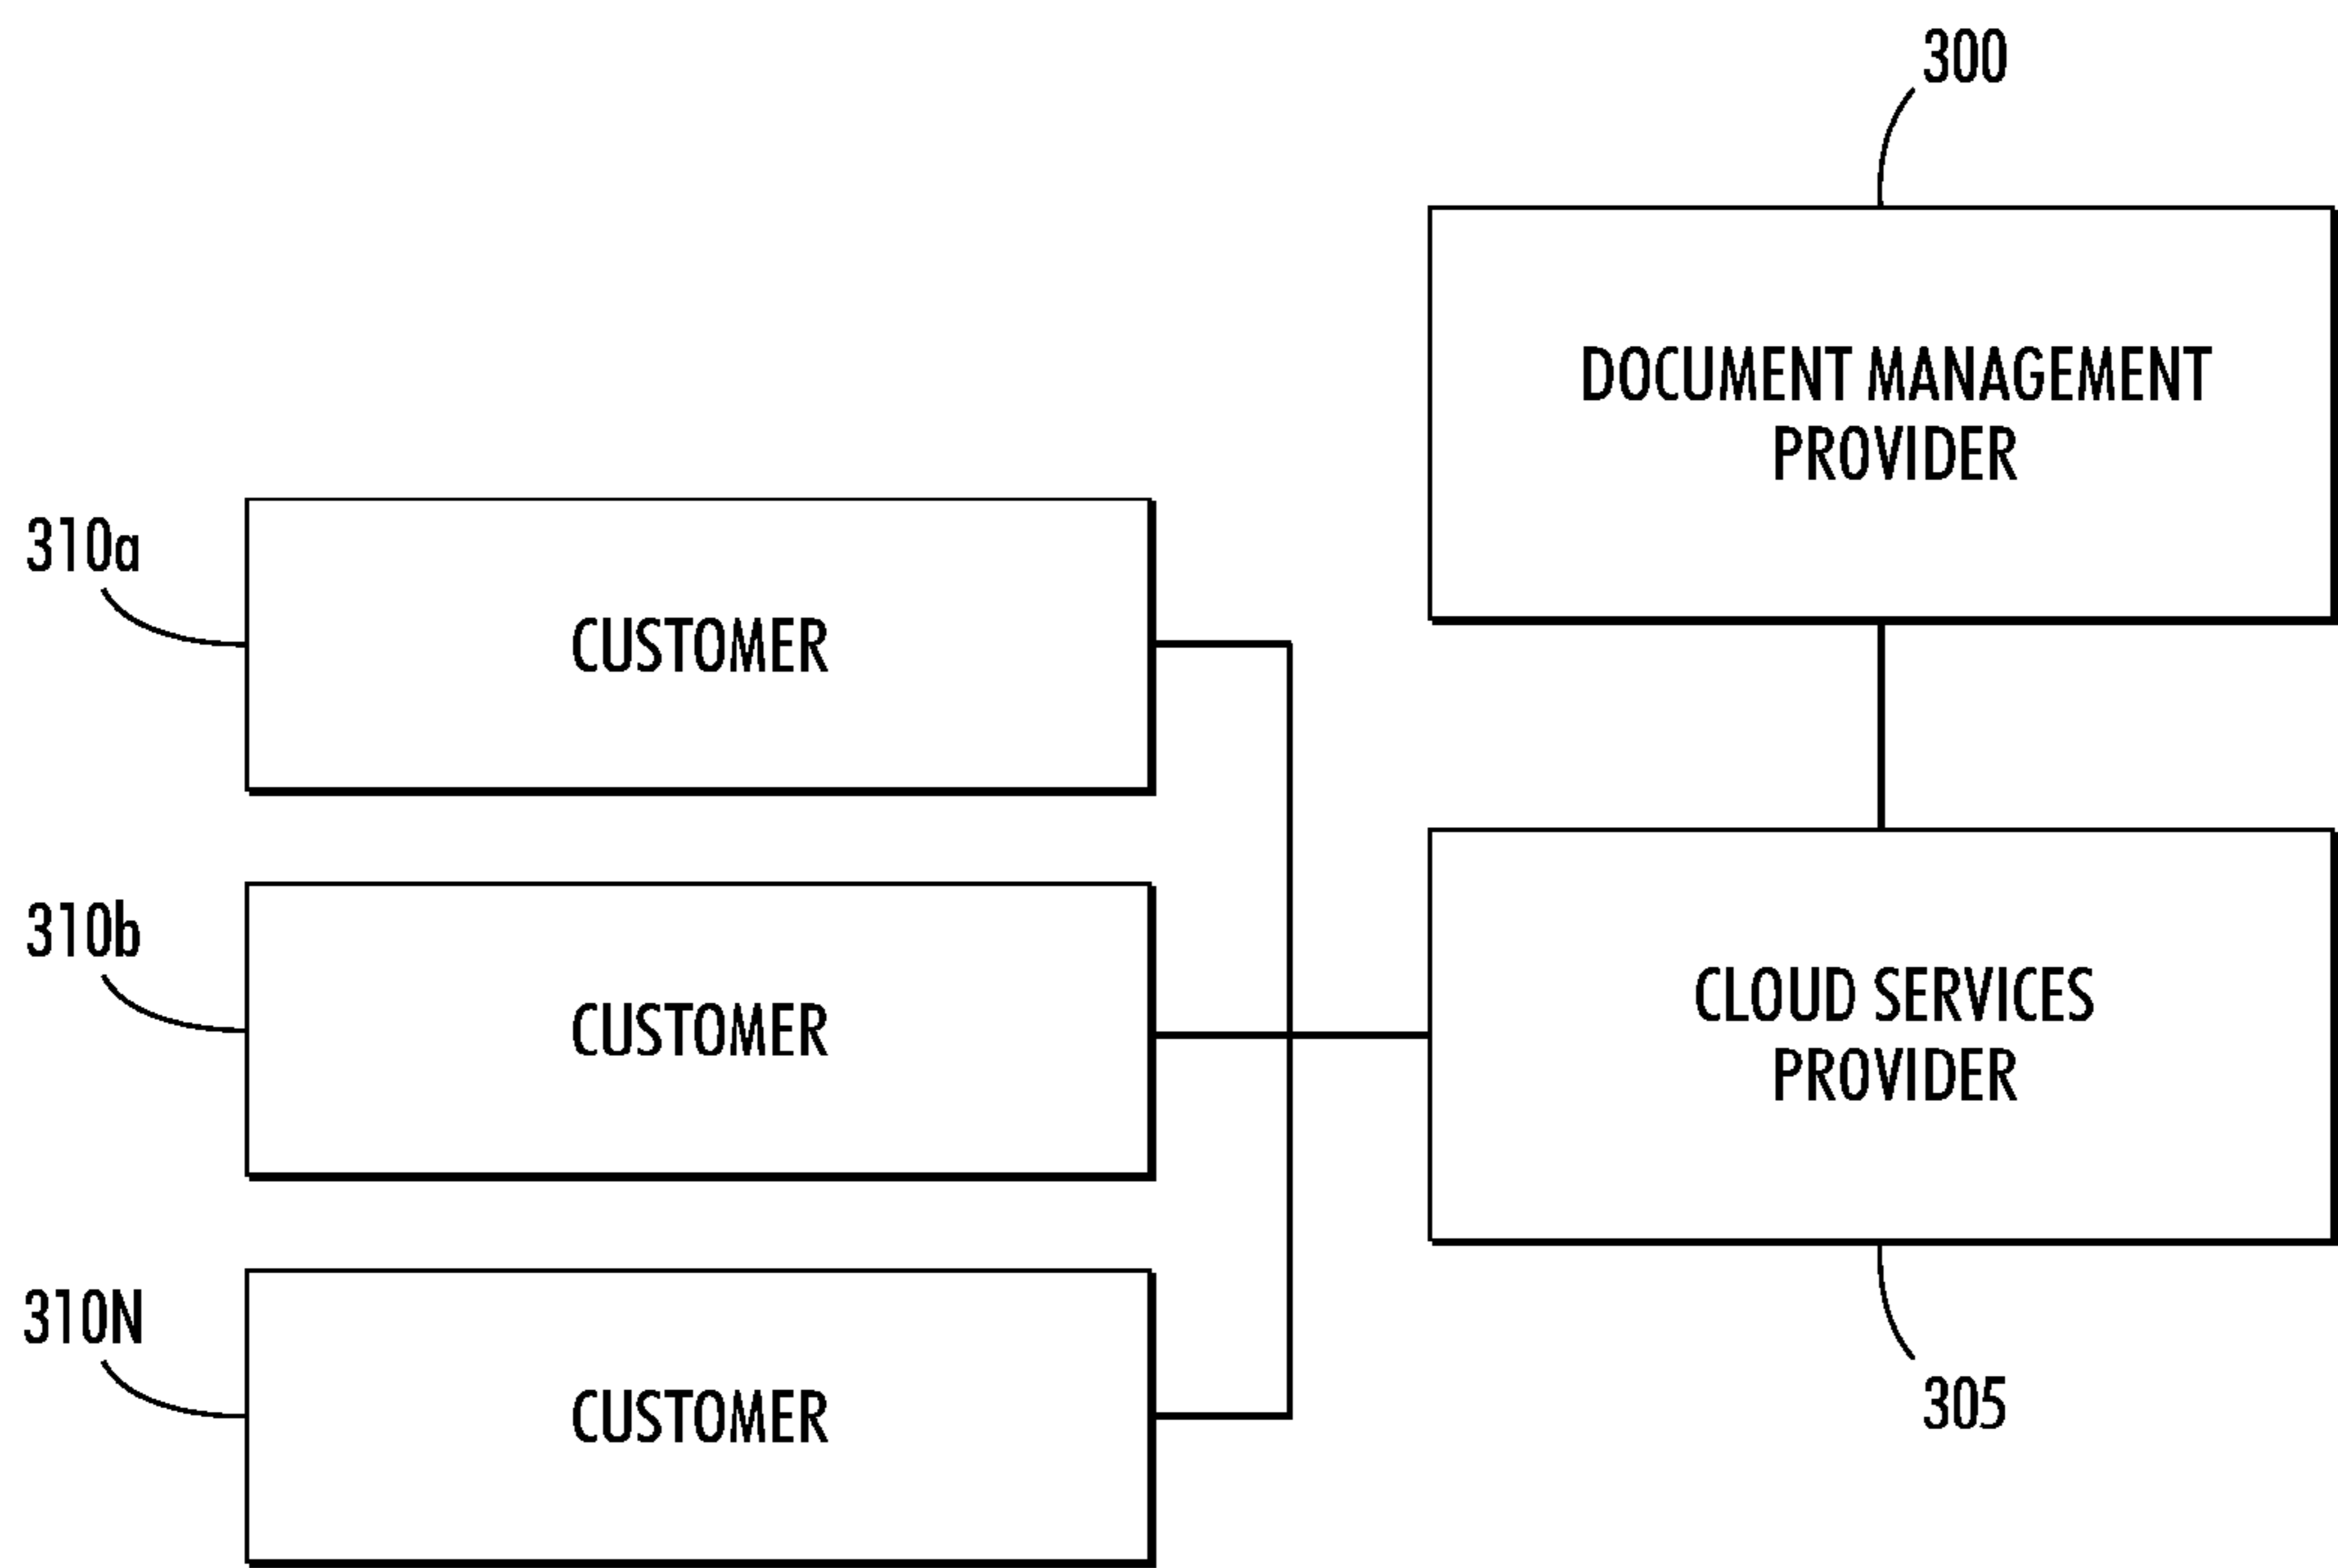 300
DOCUMENT MANAGEMENT
PROVIDER
310a
CUSTOMER
310b
CUSTOMER
CLOUD SERVICES
PROVIDER
310N
CUSTOMER
305